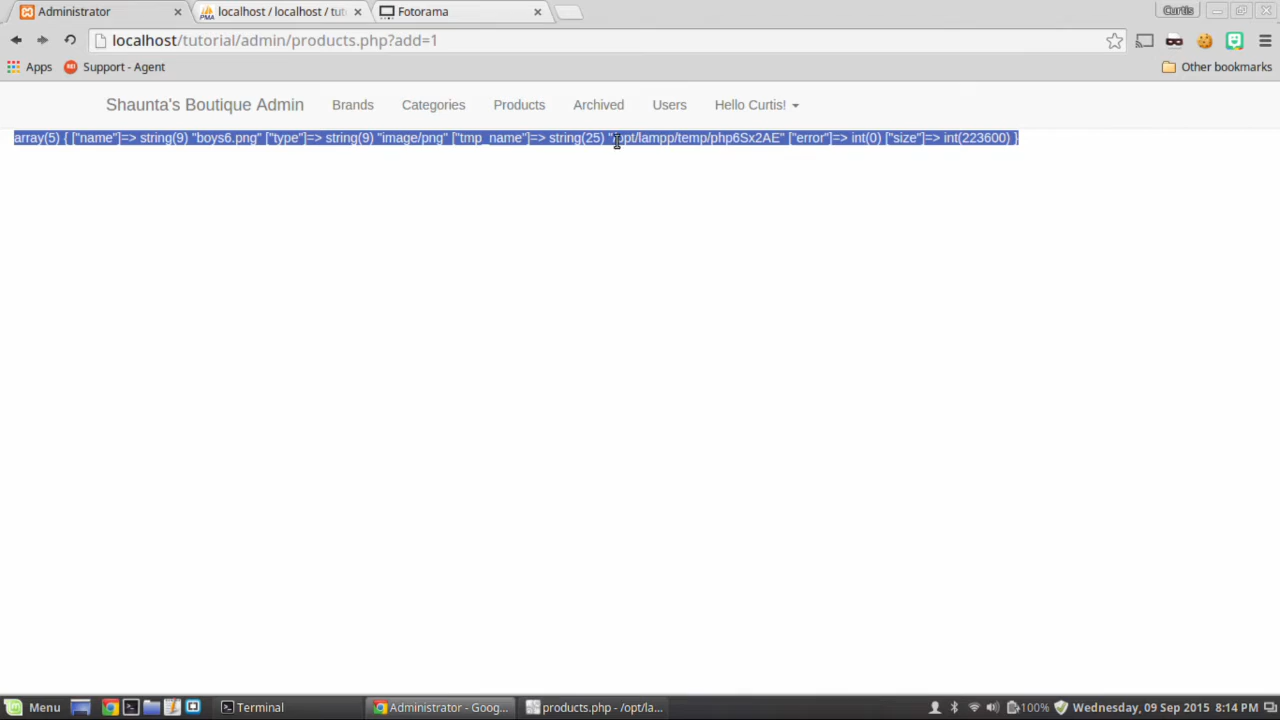 Administrator
localhost / localhost / tut
Fotorama
Curtis
localhost/tutorial/admin/products.php?add=1
Apps
Support - Agent
Other bookmarks
Shaunta's Boutique Admin
Brands
Categories
Products
Archived
Users
Hello Curtis!
array(5) { ["name"]=> string(9) "boys6.png" ["type"]=> string(9) "image/png" ["tmp_name"]=> string(25) "/opt/lampp/temp/php6Sx2AE" ["error"]=> int(0) ["size"]=> int(223600) }
Menu
Terminal
Administrator - Goog...
products.php - /opt/la...
100%
Wednesday, 09 Sep 2015
8:14 PM